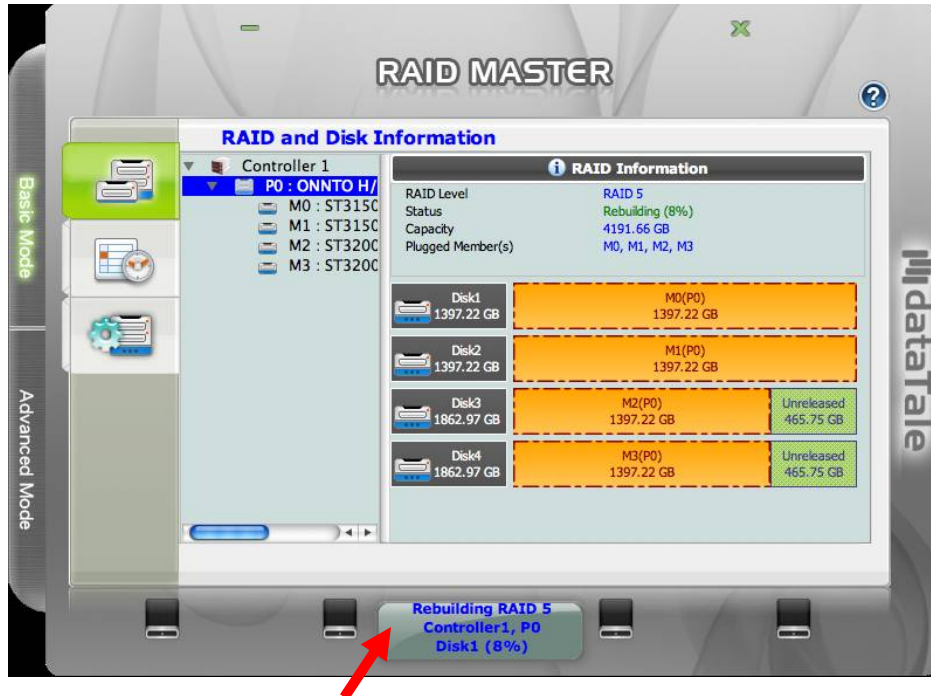 RAID MASTER
?
RAID and Disk Information
Basic Mode
Advanced Mode
Controller 1
P0 : ONNTO H/
M0 : ST3150
M1 : ST3150
M2 : ST3200
M3 : ST3200
i RAID Information
RAID Level RAID 5
Status Rebuilding (8%)
Capacity 4191.66 GB
Plugged Member(s) M0, M1, M2, M3
Disk1
1397.22 GB
M0(P0)
1397.22 GB
Disk2
1397.22 GB
M1(P0)
1397.22 GB
Disk3
1862.97 GB
M2(P0)
1397.22 GB
Unreleased
465.75 GB
Disk4
1862.97 GB
M3(P0)
1397.22 GB
Unreleased
465.75 GB
dataTale
Rebuilding RAID 5
Controller1, P0
Disk1 (8%)